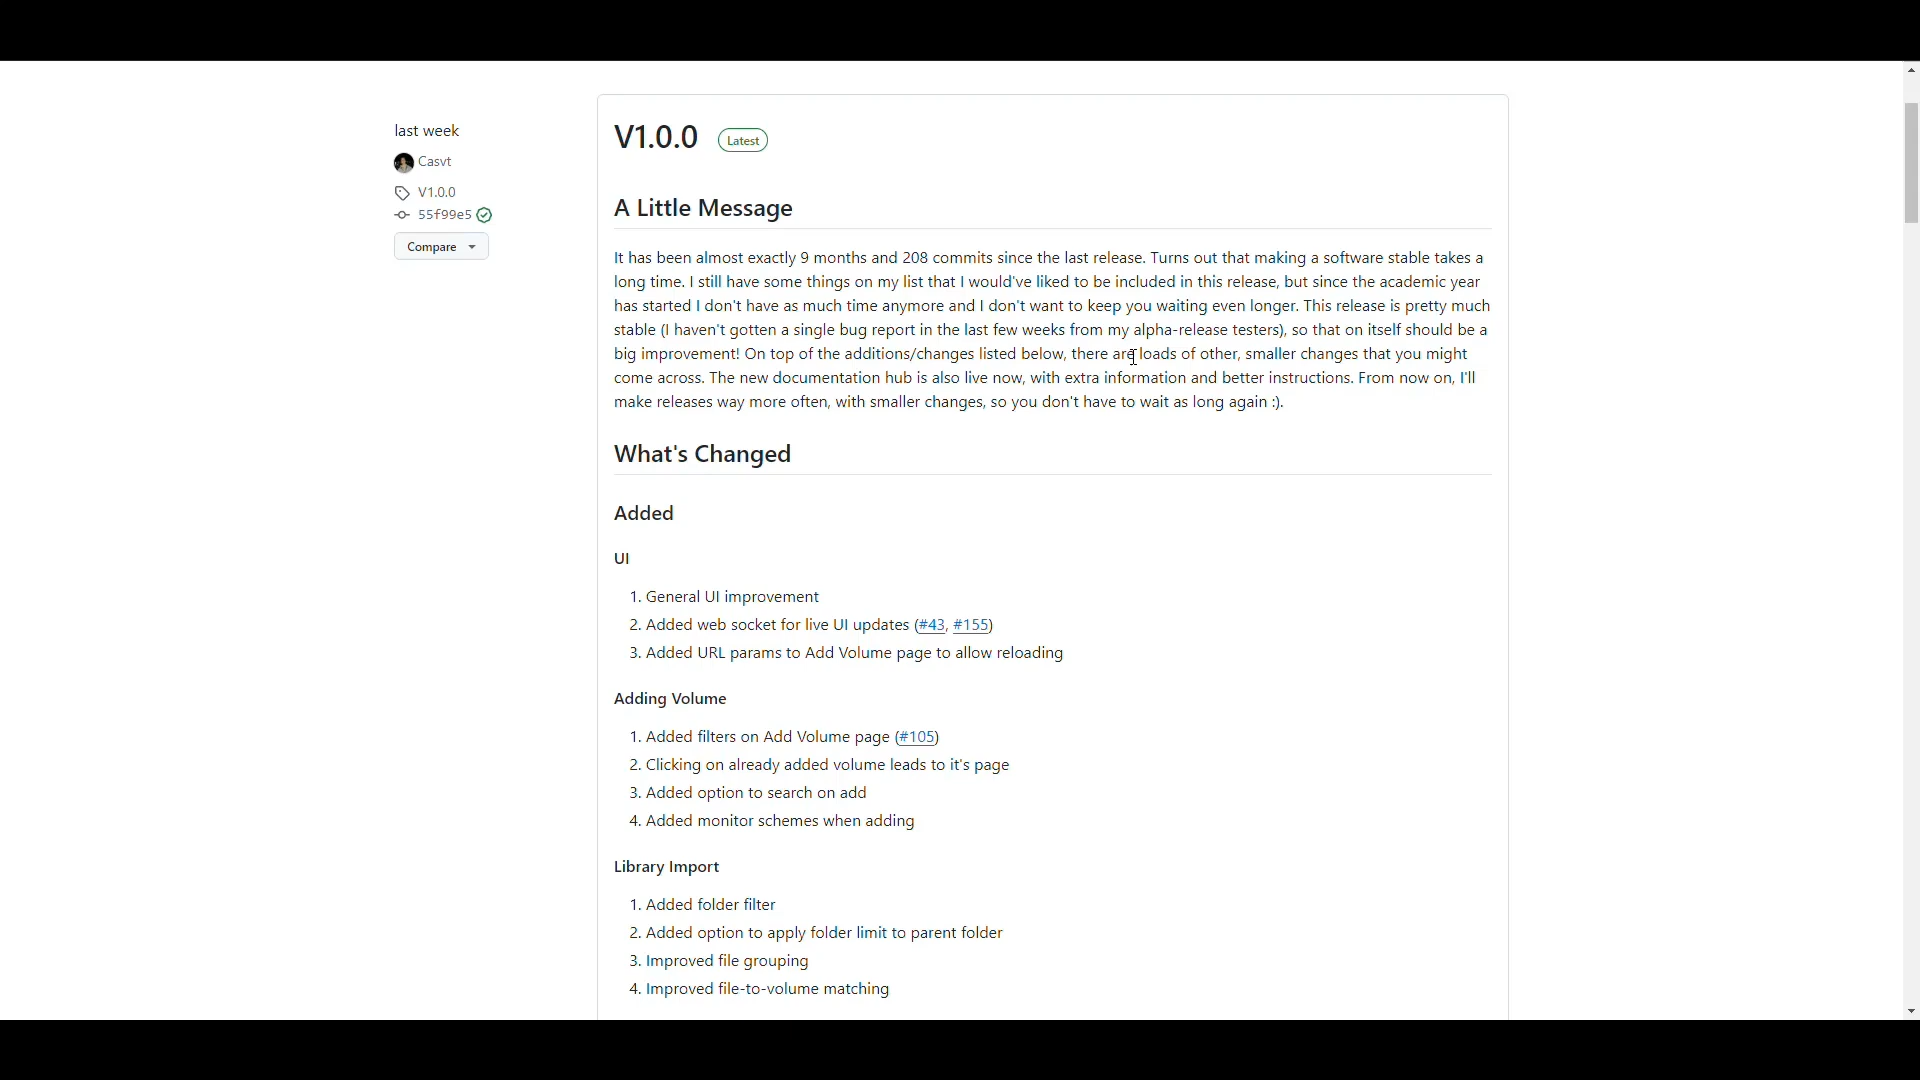 last week
Casvt
V1.0.0
55f99e5
Compare
V1.0.0 Latest
A Little Message
It has been almost exactly 9 months and 208 commits since the last release. Turns out that making a software stable takes a
long time. I still have some things on my list that I would've liked to be included in this release, but since the academic year
has started I don't have as much time anymore and I don't want to keep you waiting even longer. This release is pretty much
stable (I haven't gotten a single bug report in the last few weeks from my alpha-release testers), so that on itself should be a
big improvement! On top of the additions/changes listed below, there are loads of other, smaller changes that you might
come across. The new documentation hub is also live now, with extra information and better instructions. From now on, I'll
make releases way more often, with smaller changes, so you don't have to wait as long again :).
What's Changed
Added
UI
1. General UI improvement
2. Added web socket for live UI updates (#43, #155)
3. Added URL params to Add Volume page to allow reloading
Adding Volume
1. Added filters on Add Volume page (#105)
2. Clicking on already added volume leads to it's page
3. Added option to search on add
4. Added monitor schemes when adding
Library Import
1. Added folder filter
2. Added option to apply folder limit to parent folder
3. Improved file grouping
4. Improved file-to-volume matching